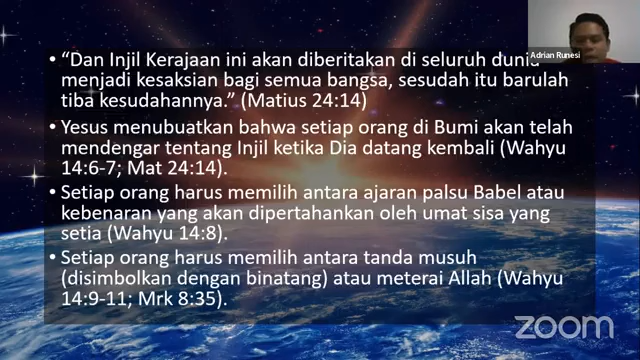 Adrian Runesi
• “Dan Injil Kerajaan ini akan diberitakan di seluruh dunia
menjadi kesaksian bagi semua bangsa, sesudah itu barulah
tiba kesudahannya.” (Matius 24:14)
• Yesus menubuatkan bahwa setiap orang di Bumi akan telah
mendengar tentang Injil ketika Dia datang kembali (Wahyu
14:6-7; Mat 24:14).
• Setiap orang harus memilih antara ajaran palsu Babel atau
kebenaran yang akan dipertahankan oleh umat sisa yang
setia (Wahyu 14:8).
• Setiap orang harus memilih antara tanda musuh
(disimbolkan dengan binatang) atau meterai Allah (Wahyu
14:9-11; Mrk 8:35).
zoom